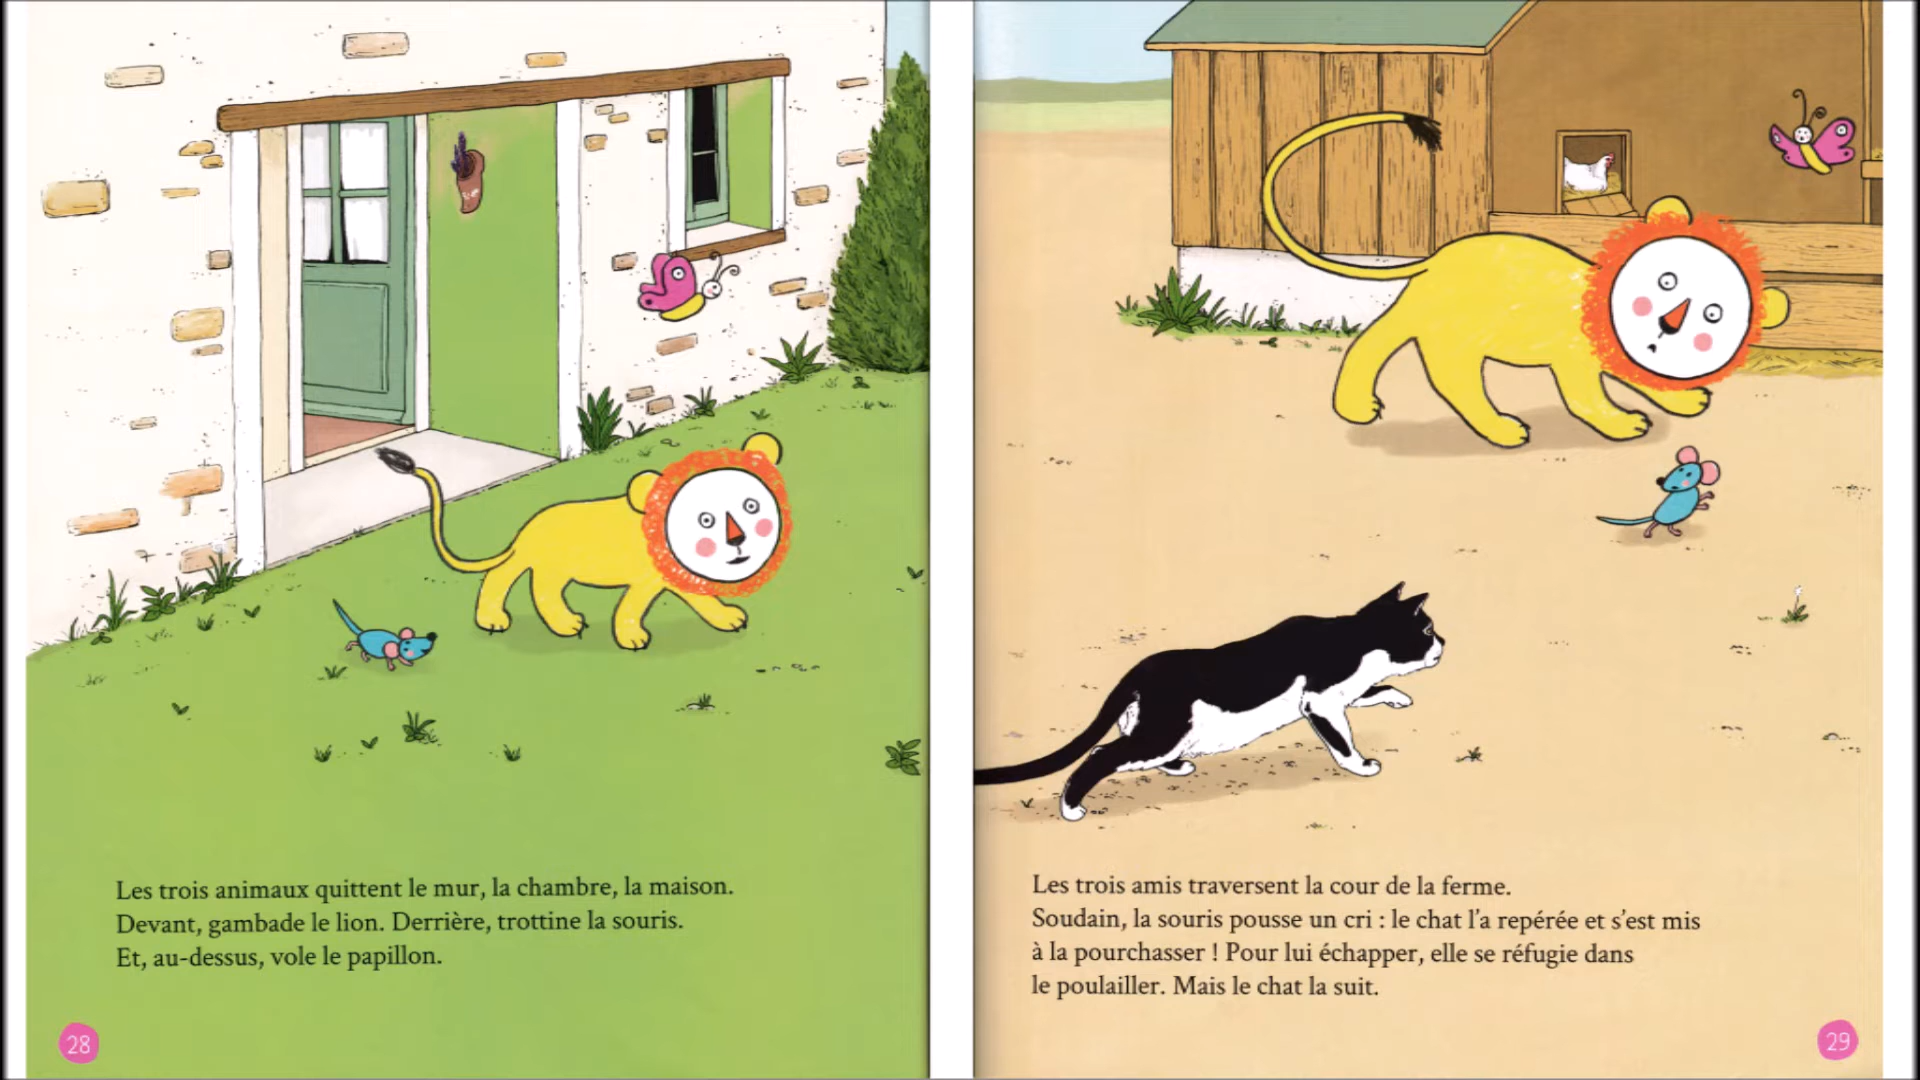 Les trois animaux quittent le mur, la chambre, la maison.
Devant, gambade le lion. Derrière, trottine la souris.
Et, au-dessus, vole le papillon.
28
Les trois amis traversent la cour de la ferme.
Soudain, la souris pousse un cri : le chat l'a repérée et s'est mis
à la pourchasser ! Pour lui échapper, elle se réfugie dans
le poulailler. Mais le chat la suit.
29